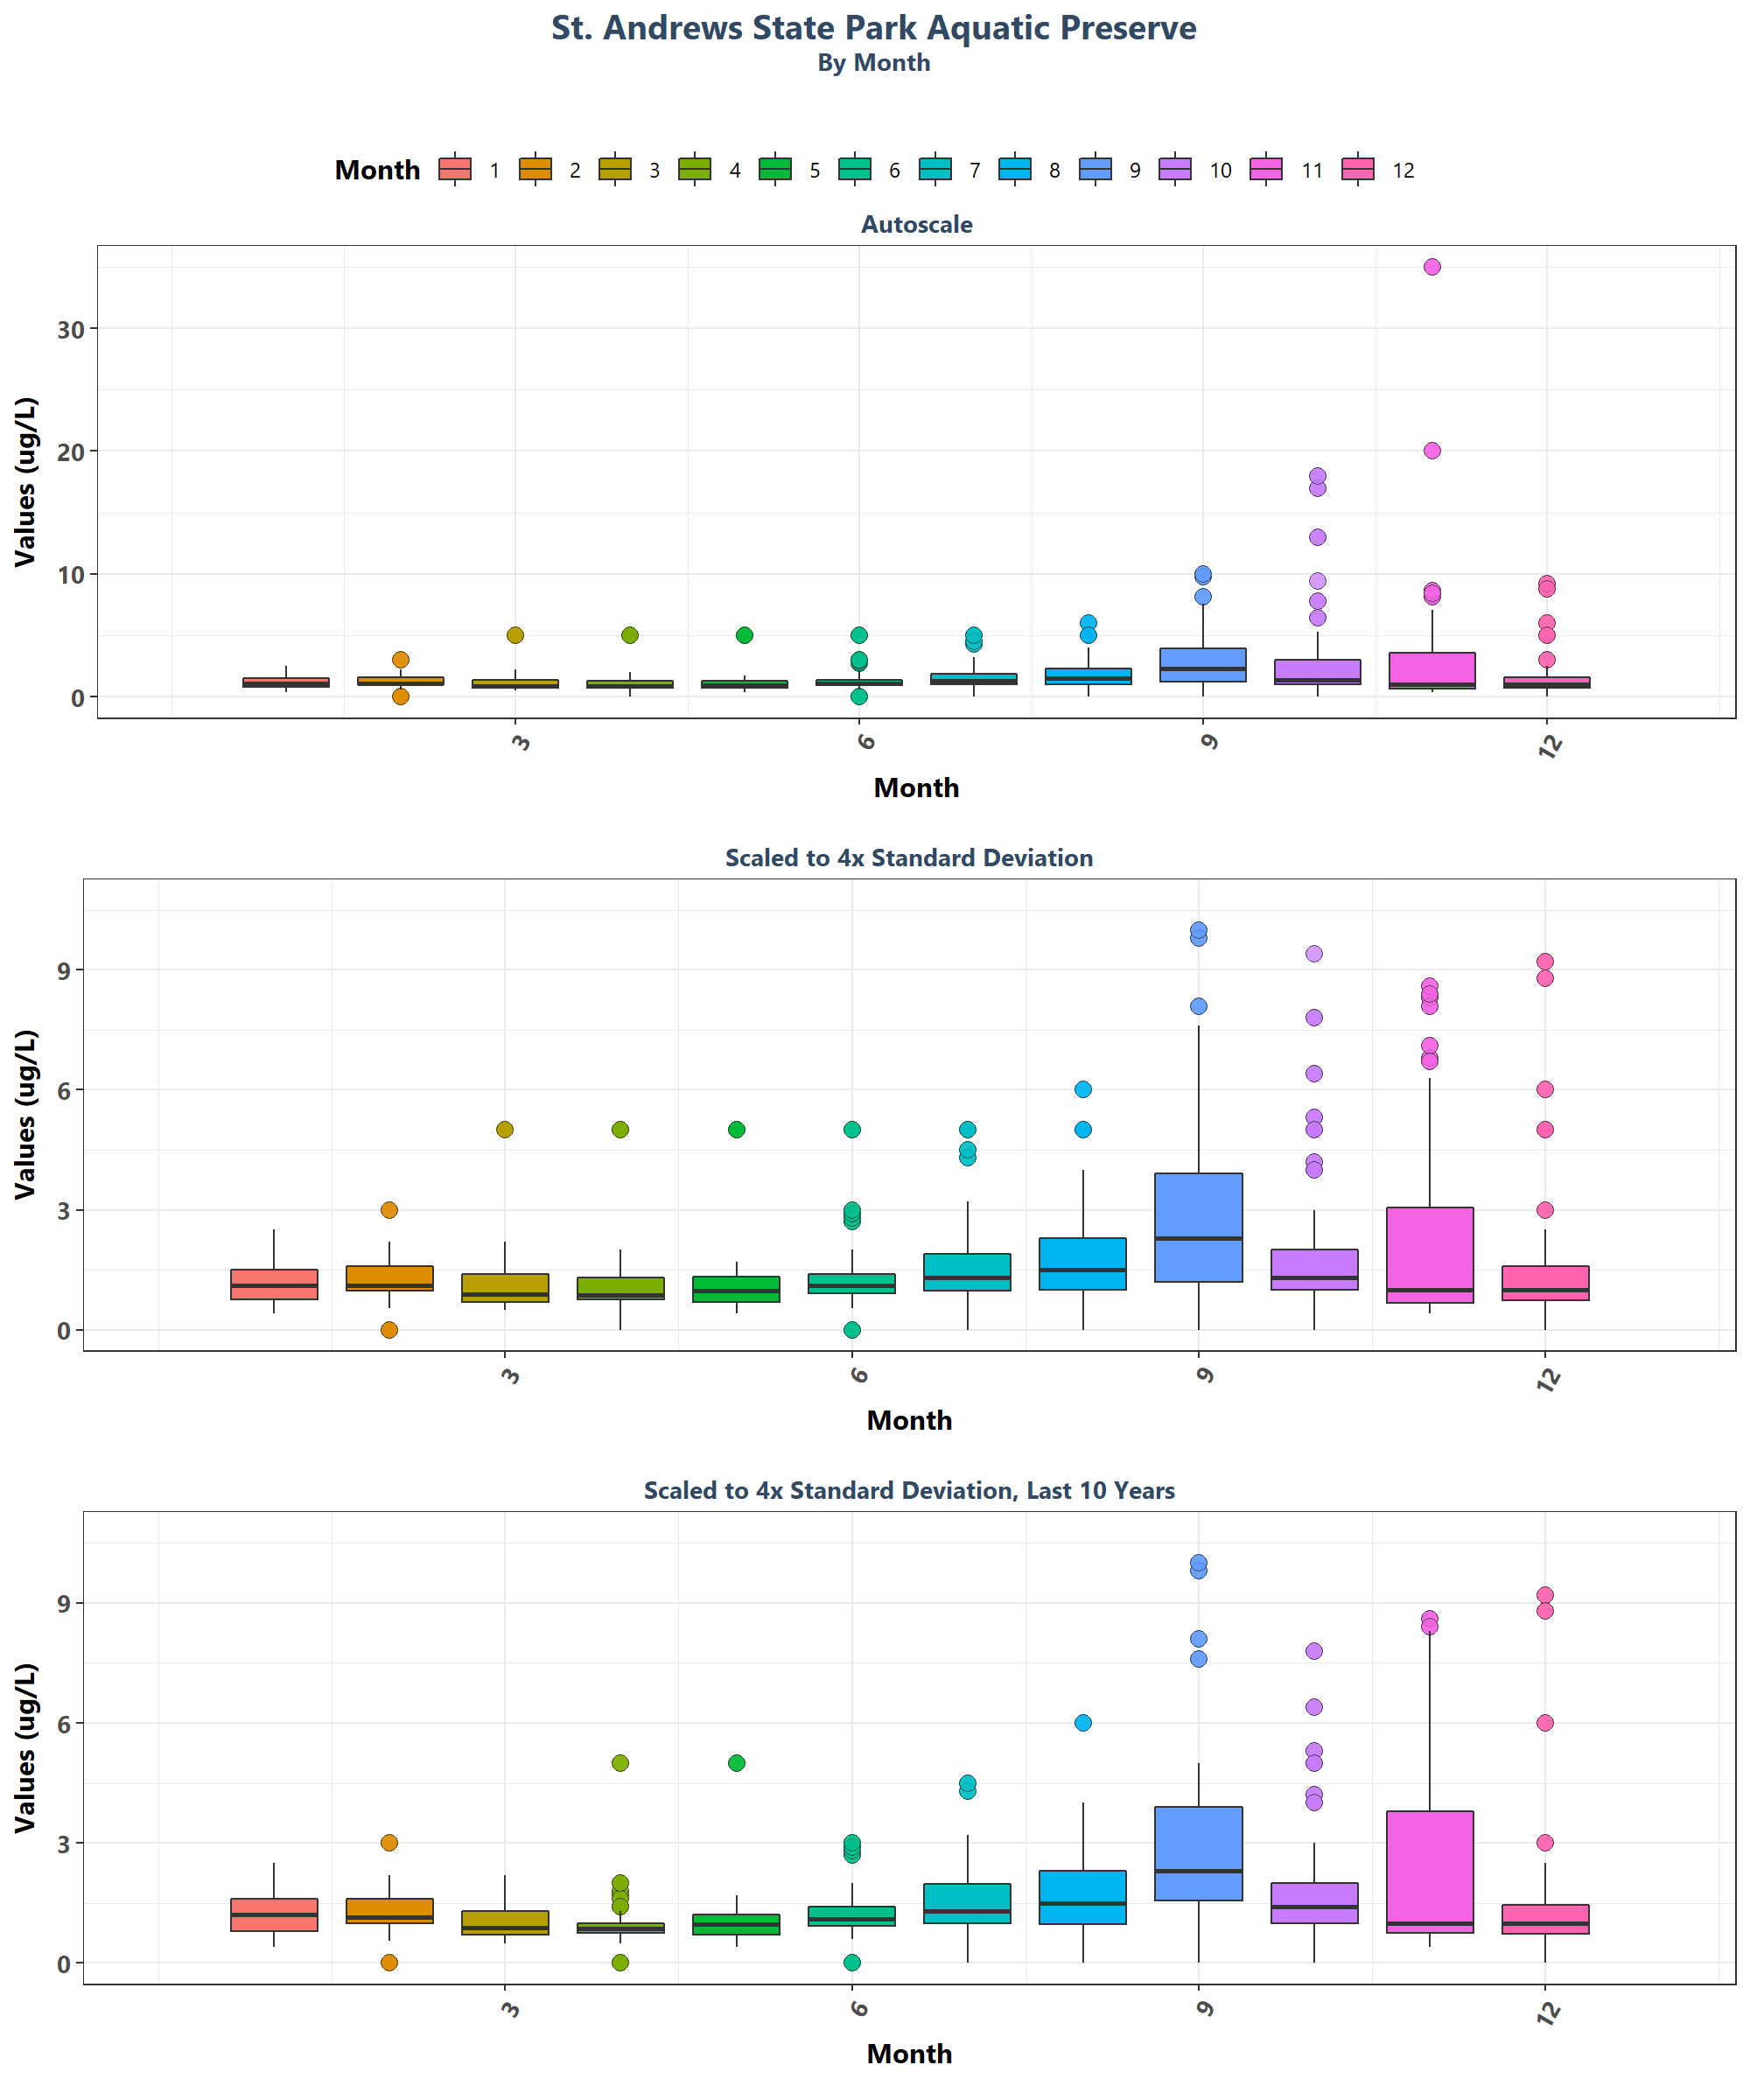 St. Andrews State Park Aquatic Preserve
By Month
Month 1 2 3 4 5 6 7 8 9 10 11 12
Autoscale
Values (ug/L)
30
20
10
0
3 6 9 12
Month
Scaled to 4x Standard Deviation
Values (ug/L)
9
6
3
0
3 6 9 12
Month
Scaled to 4x Standard Deviation, Last 10 Years
Values (ug/L)
9
6
3
0
3 6 9 12
Month